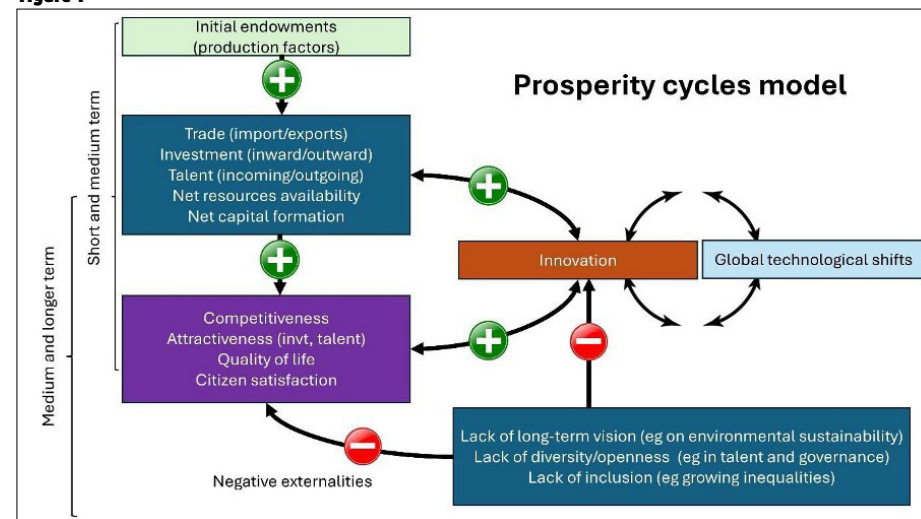 Initial endowments
(production factors)
Prosperity cycles model
Short and medium term
Medium and longer term
Trade (import/exports)
Investment (inward/outward)
Talent (incoming/outgoing)
Net resources availability
Net capital formation
Innovation
Global technological shifts
Competitiveness
Attractiveness (invt, talent)
Quality of life
Citizen satisfaction
Lack of long-term vision (eg on environmental sustainability)
Lack of diversity/openness (eg in talent and governance)
Lack of inclusion (eg growing inequalities)
Negative externalities